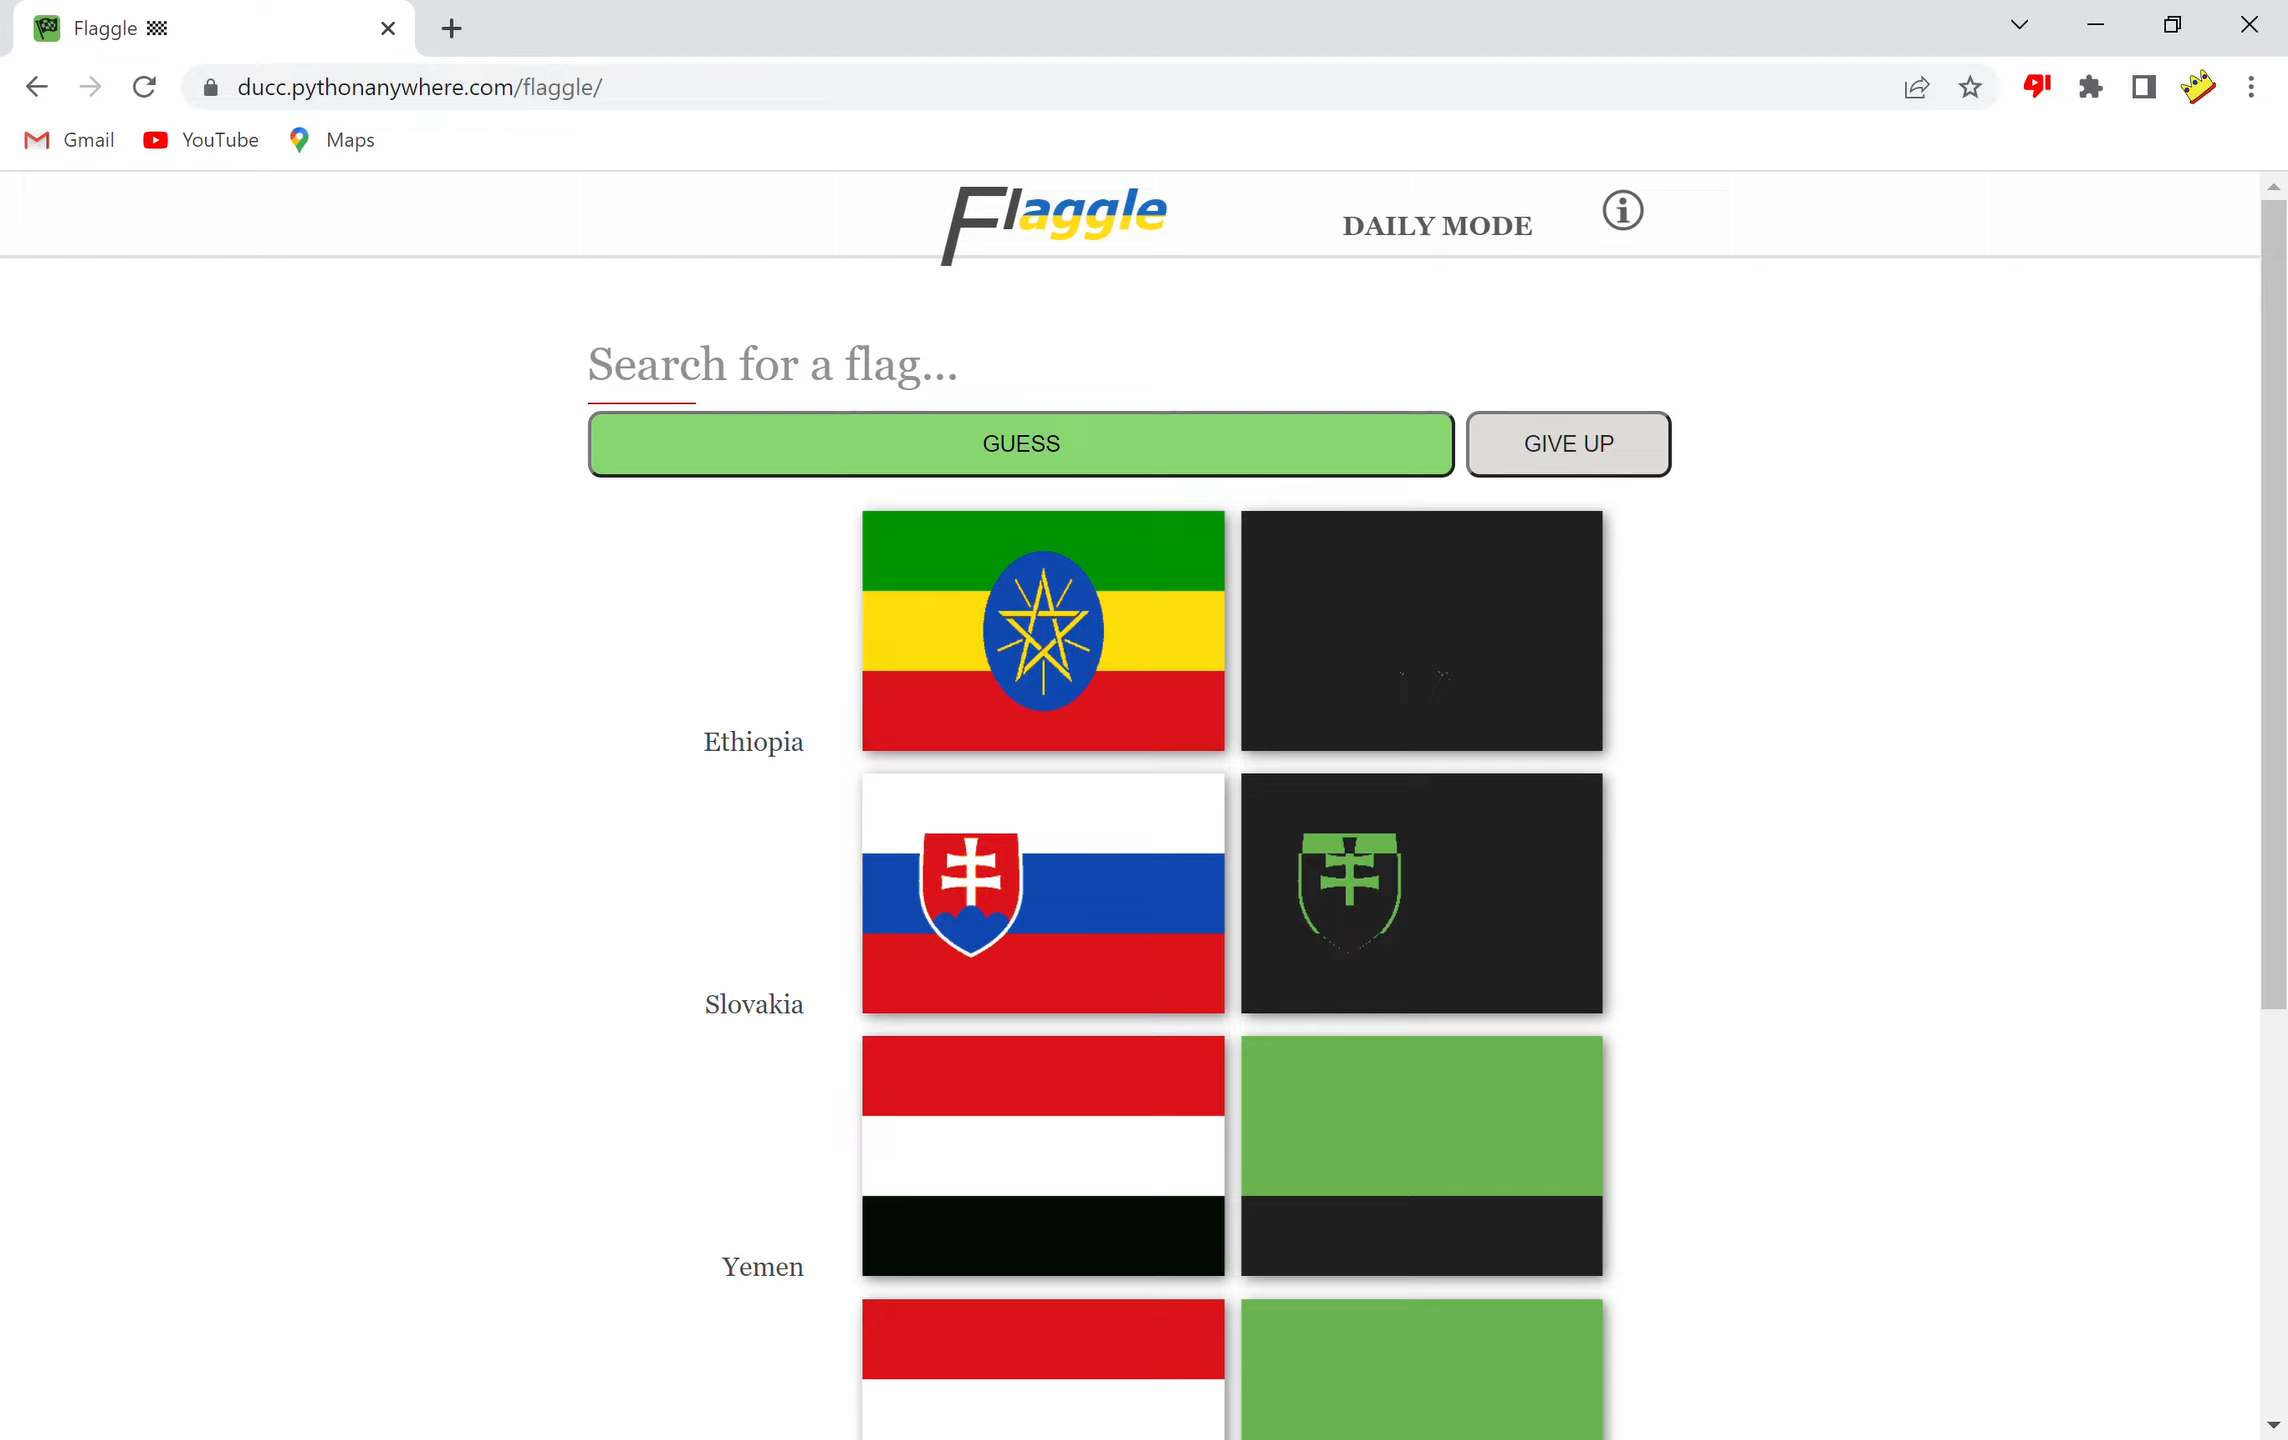 Flaggle
ducc.pythonanywhere.com/flaggle/
Gmail YouTube Maps
Flaggle
DAILY MODE
Search for a flag...
GUESS GIVE UP
Ethiopia
Slovakia
Yemen